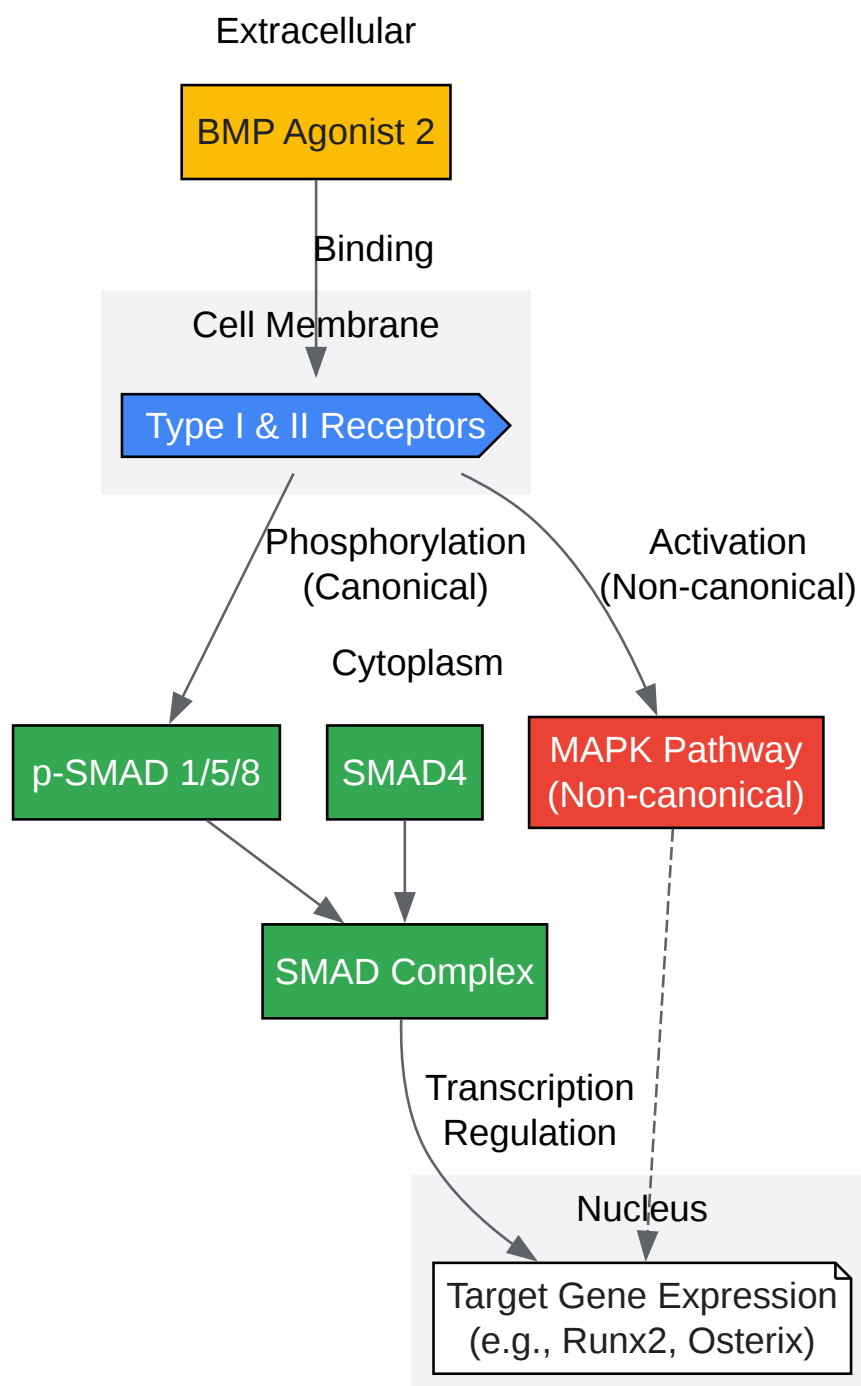 Extracellular
BMP Agonist 2
Binding
Cell Membrane
Type I & II Receptors
Phosphorylation
(Canonical)
Activation
(Non-canonical)
Cytoplasm
p-SMAD 1/5/8
SMAD4
MAPK Pathway
(Non-canonical)
SMAD Complex
Transcription
Regulation
Nucleus
Target Gene Expression
(e.g., Runx2, Osterix)